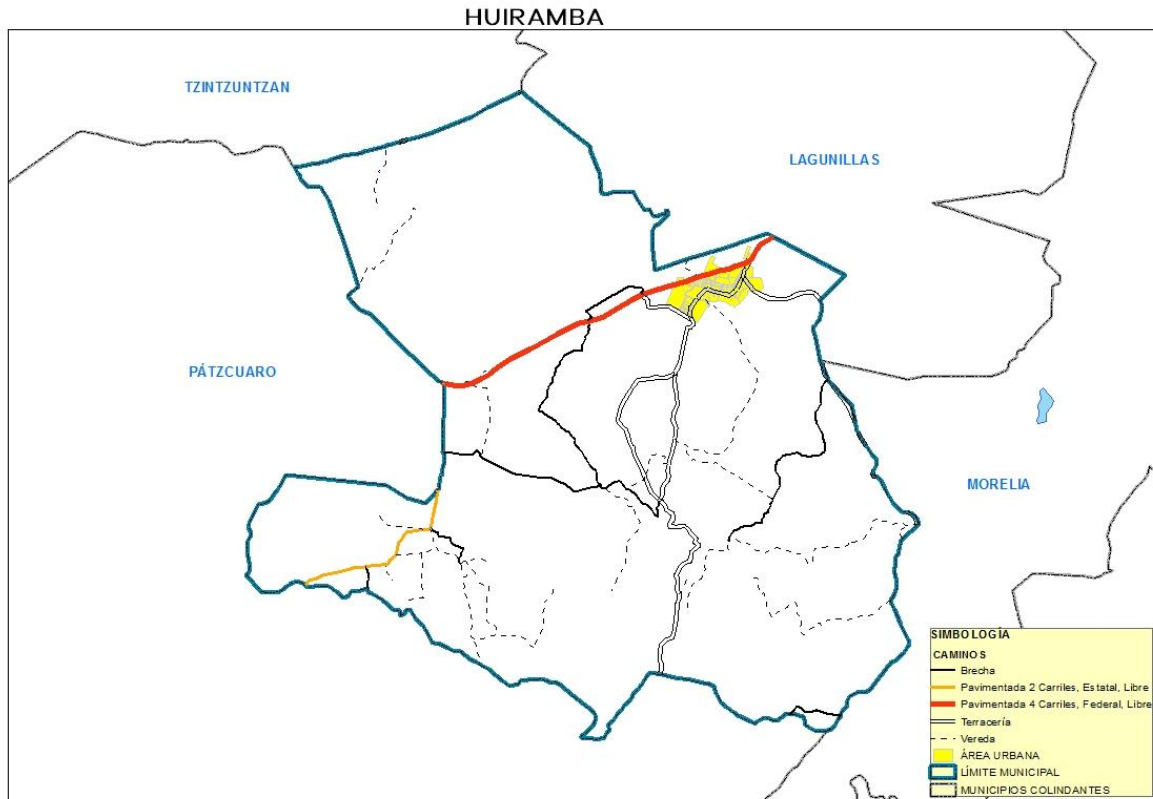 HUIRAMBA
TZINTZUNTZAN
LAGUNILLAS
PÁTZCUARO
MORELIA
SIMBOLOGÍA
CAMINOS
Brecha
Pavimentada 2 Carriles, Estatal, Libre
Pavimentada 4 Carriles, Federal, Libre
Terracería
Vereda
ÁREA URBANA
LÍMITE MUNICIPAL
MUNICIPIOS COLINDANTES